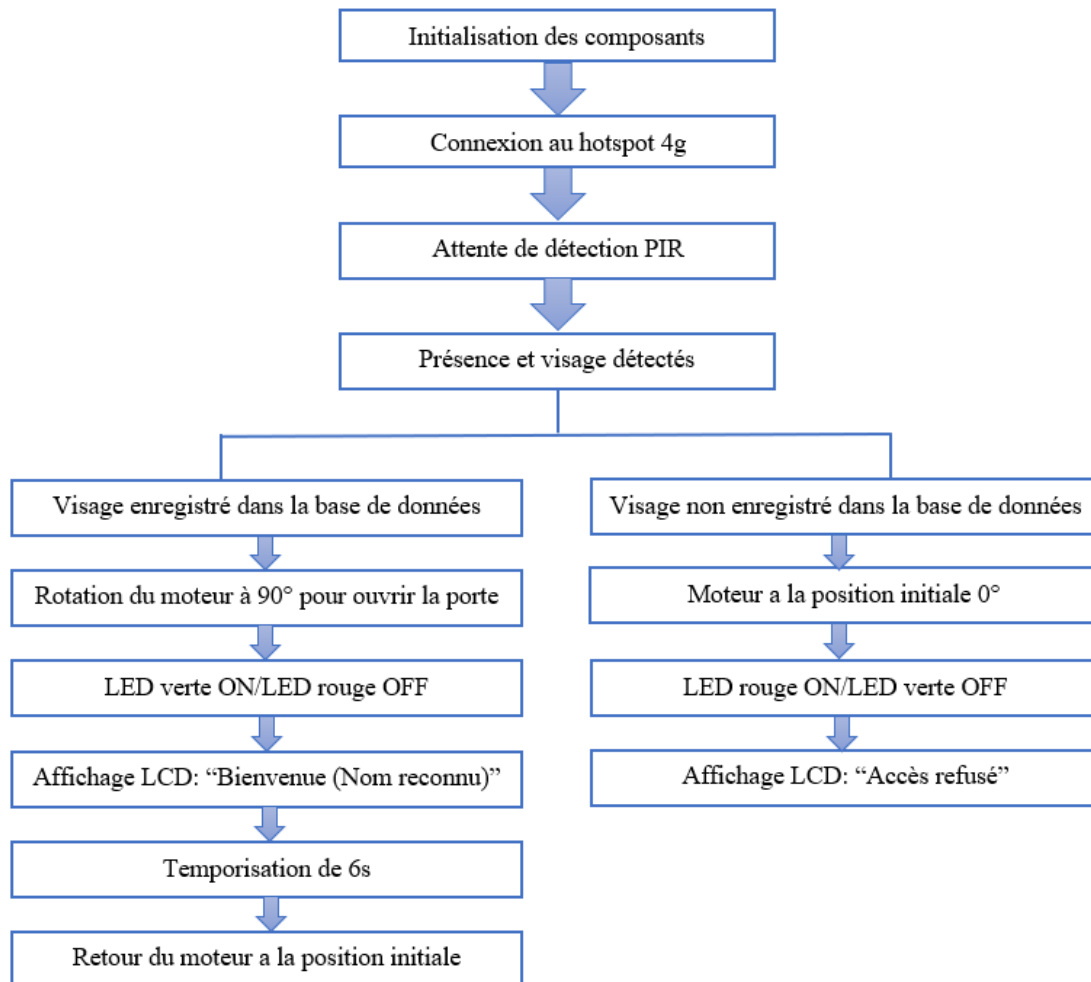 Initialisation des composants
Connexion au hotspot 4g
Attente de détection PIR
Présence et visage détectés
Visage enregistré dans la base de données
Rotation du moteur à 90° pour ouvrir la porte
LED verte ON/LED rouge OFF
Affichage LCD: “Bienvenue (Nom reconnu)”
Temporisation de 6s
Retour du moteur a la position initiale
Visage non enregistré dans la base de données
Moteur a la position initiale 0°
LED rouge ON/LED verte OFF
Affichage LCD: “Accès refusé”